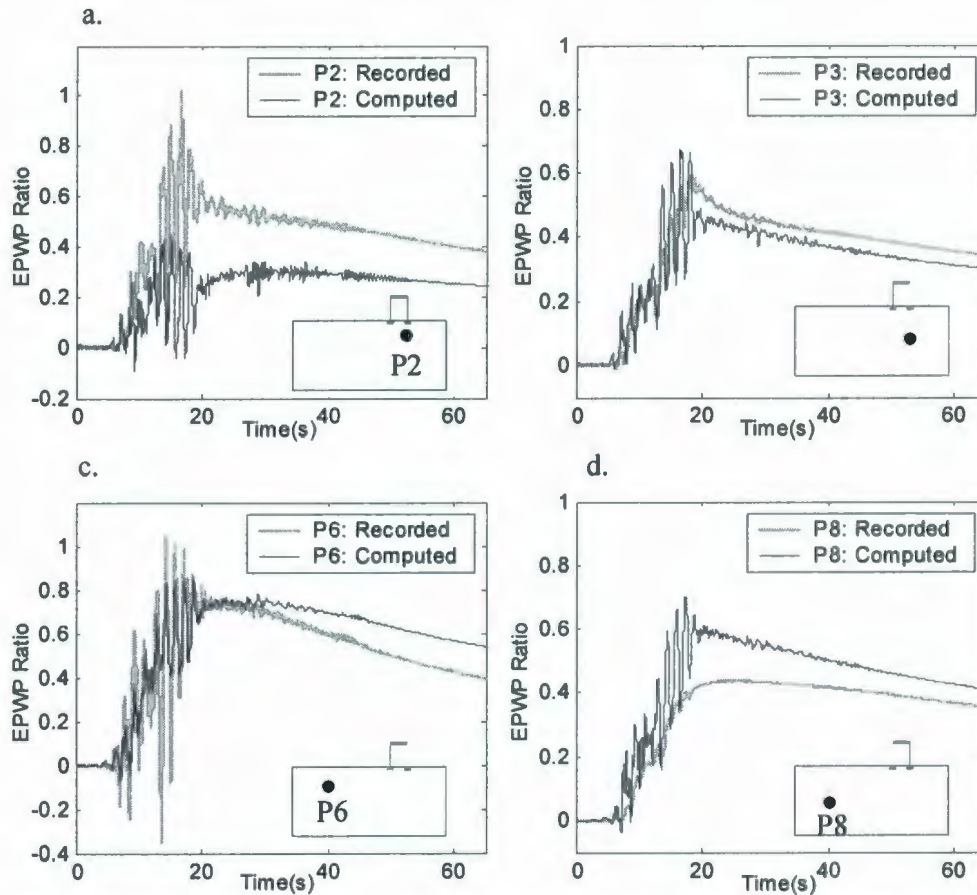 a.
P2: Recorded
P2: Computed
EPWP Ratio
1
0.8
0.6
0.4
0.2
0
-0.2
P2
0 20 40 60
Time(s)
P3: Recorded
P3: Computed
EPWP Ratio
1
0.8
0.6
0.4
0.2
0
0 20 40 60
Time(s)
c.
P6: Recorded
P6: Computed
EPWP Ratio
1
0.8
0.6
0.4
0.2
0
-0.2
-0.4
P6
0 20 40 60
Time(s)
d.
P8: Recorded
P8: Computed
EPWP Ratio
1
0.8
0.6
0.4
0.2
0
P8
0 20 40 60
Time(s)